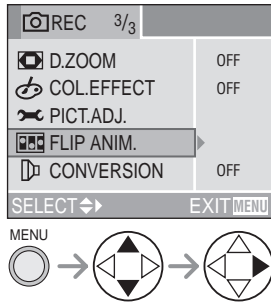 REC 3/3
D.ZOOM OFF
COL.EFFECT OFF
PICT.ADJ.
FLIP ANIM.
CONVERSION OFF
SELECT EXIT MENU
MENU